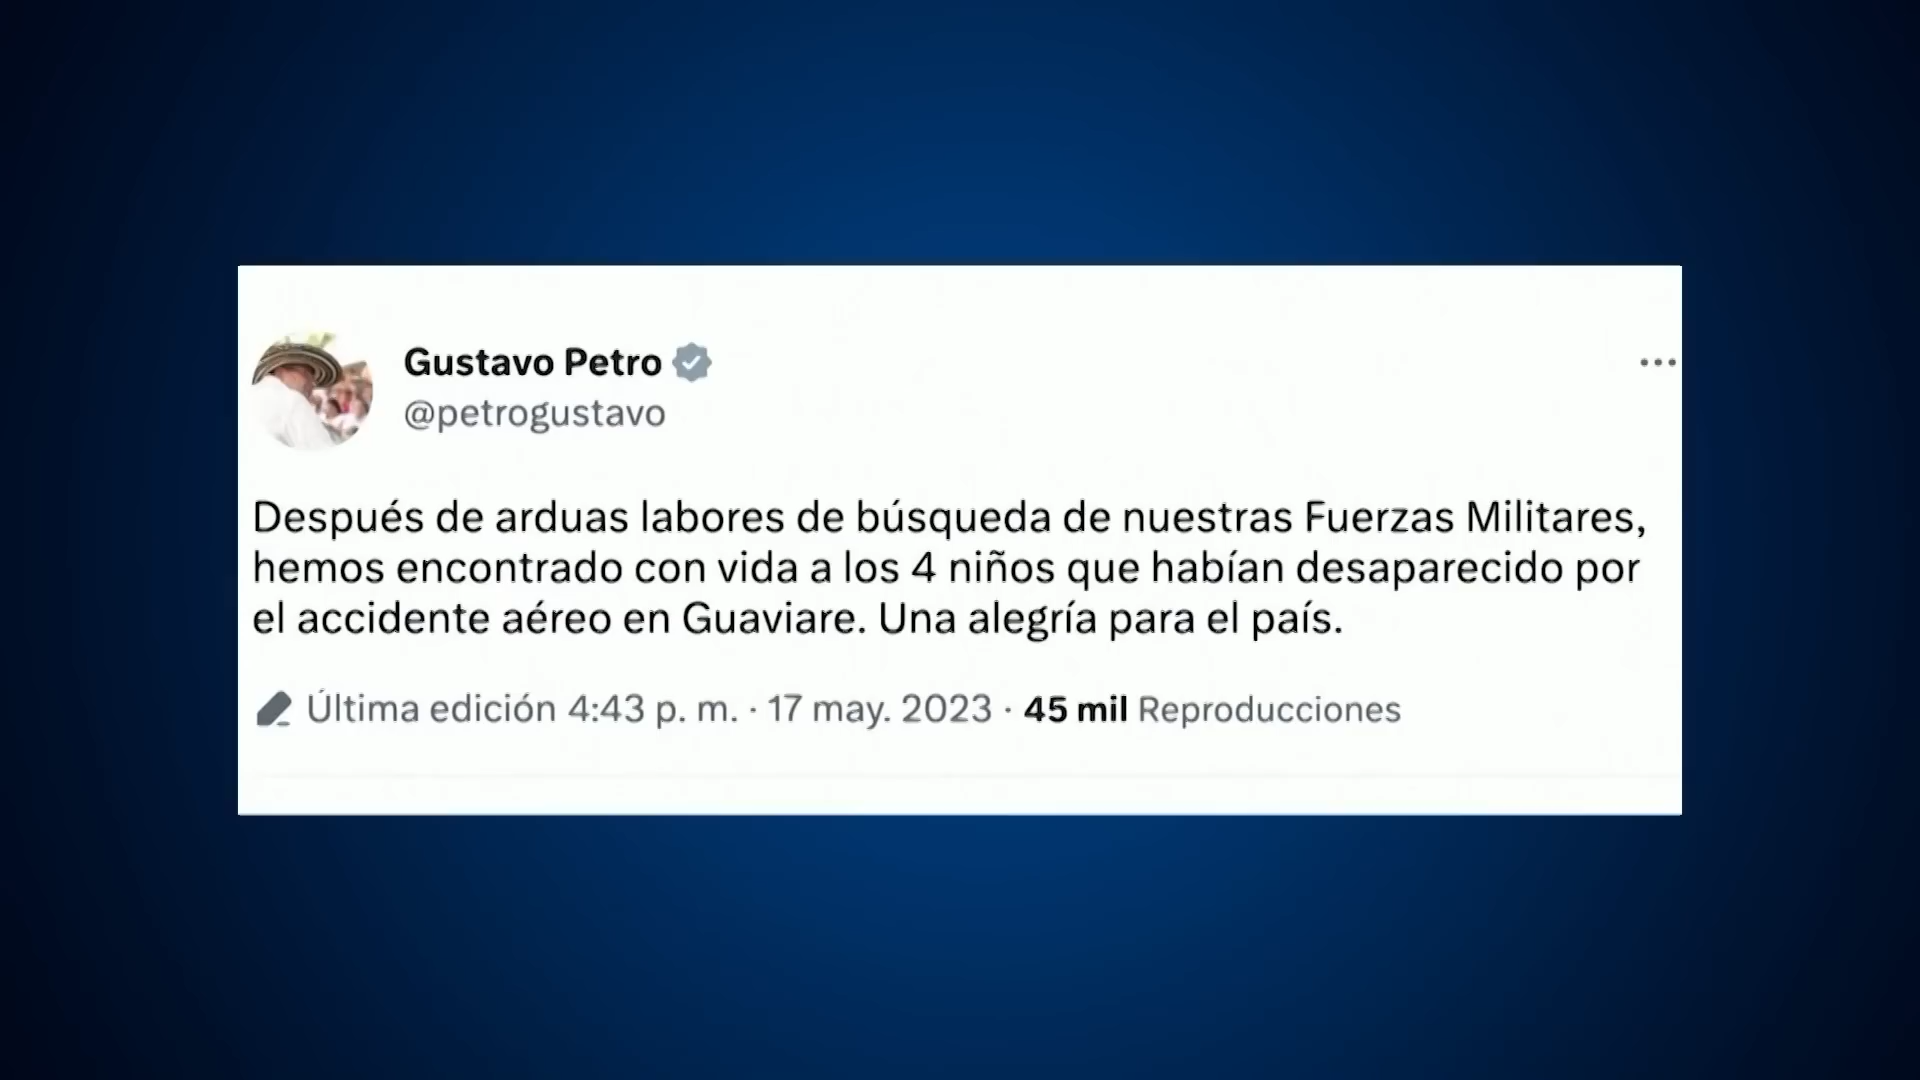 Gustavo Petro
@petrogustavo
Después de arduas labores de búsqueda de nuestras Fuerzas Militares,
hemos encontrado con vida a los 4 niños que habían desaparecido por
el accidente aéreo en Guaviare. Una alegría para el país.
Última edición 4:43 p. m. · 17 may. 2023 · 45 mil Reproducciones